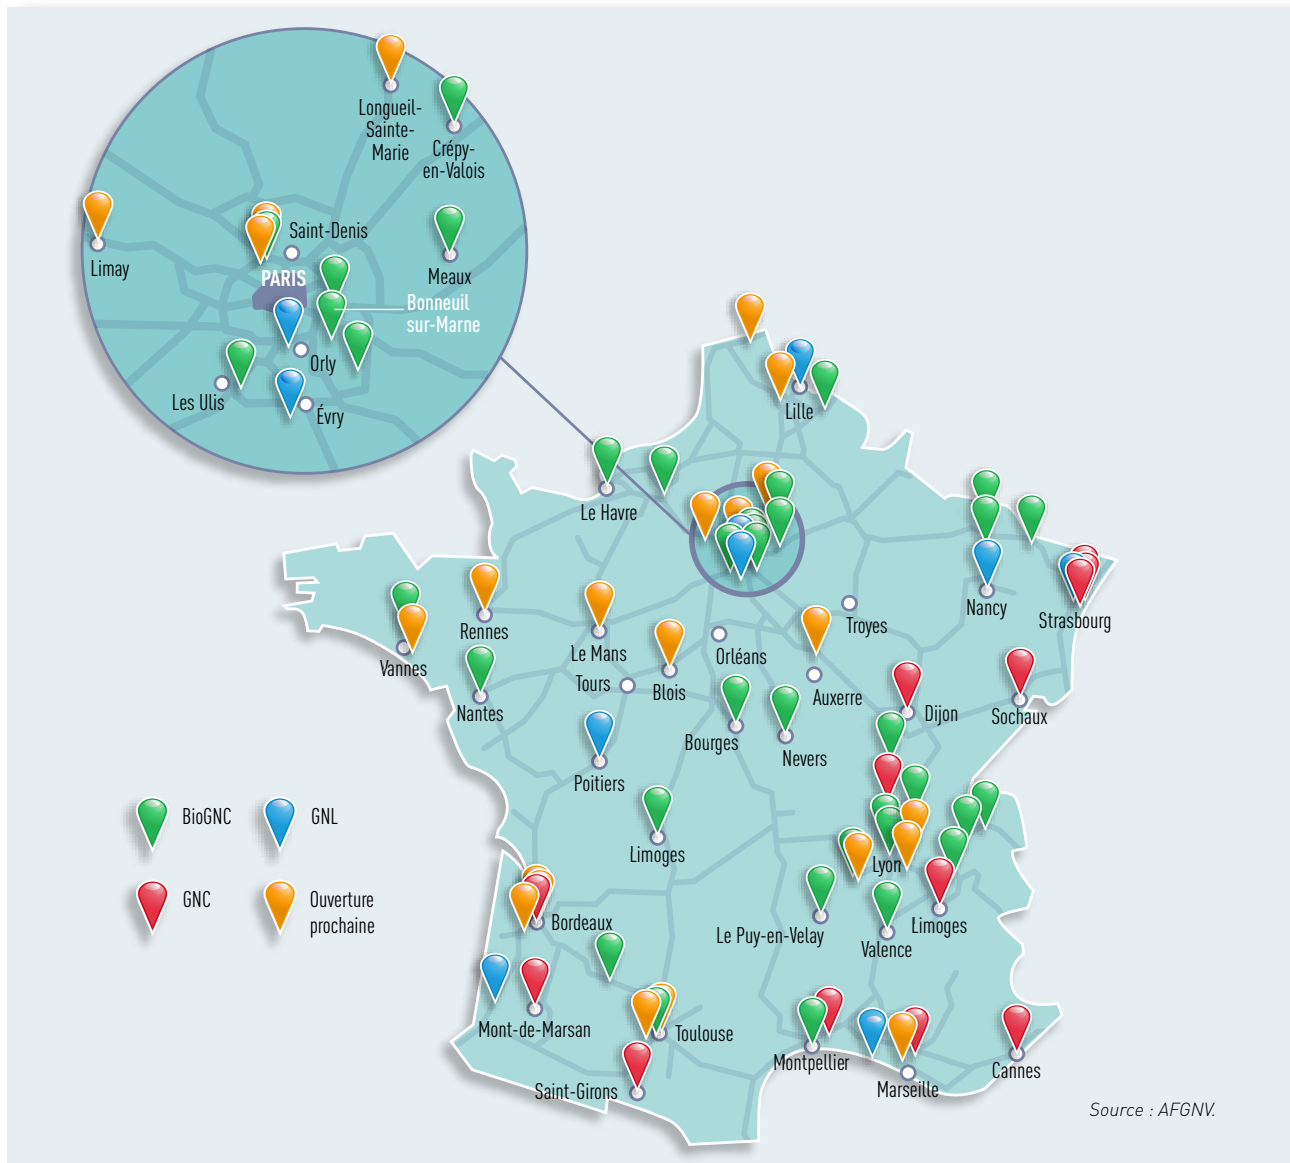 Longueil-
Sainte-
Marie
Crépy-
en-Valois
Limay
Saint-Denis
Meaux
PARIS
Bonneuil
sur-Marne
Orly
Les Ulis
Évry
Lille
Le Havre
Nancy
Strasbourg
Troyes
Rennes
Le Mans
Orléans
Vannes
Tours
Blois
Auxerre
Nantes
Dijon
Sochaux
Bourges
Nevers
Poitiers
BioGNC
GNL
Limoges
Lyon
GNC
Ouverture
prochaine
Bordeaux
Le Puy-en-Velay
Valence
Limoges
Mont-de-Marsan
Toulouse
Montpellier
Cannes
Marseille
Saint-Girons
Source : AFGNV.